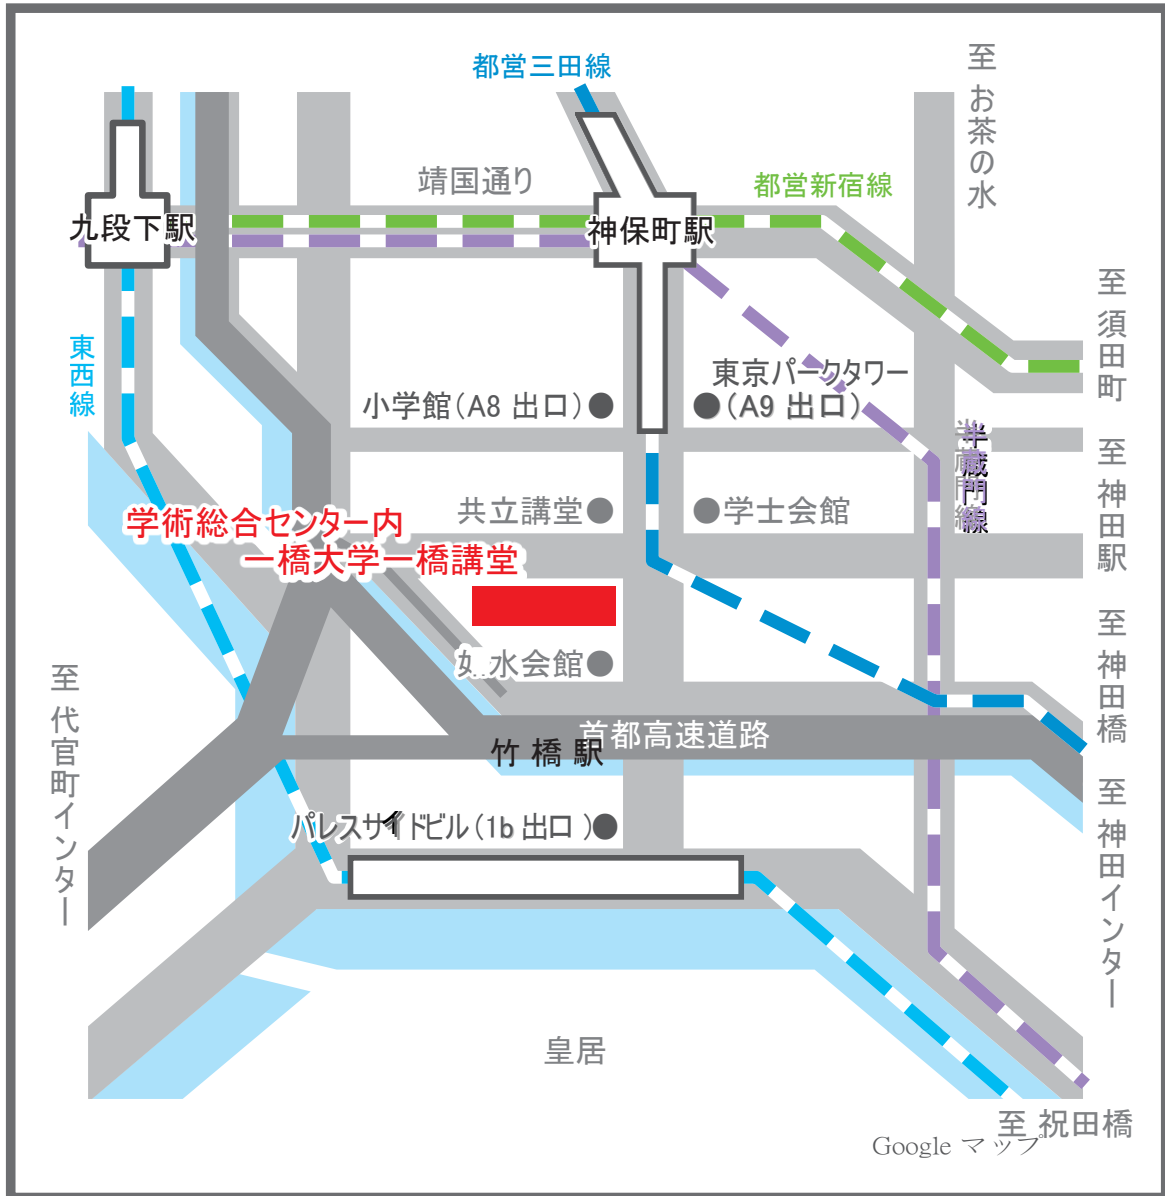 都営三田線
至 お茶の水
靖国通り
都営新宿線
九段下駅
神保町駅
至 須田町
東西線
東京パークタワー
小学館（A8 出口）
（A9 出口）
半蔵門線
至 神田駅
共立講堂
学士会館
学術総合センター内
一橋大学一橋講堂
至 神田橋
如水会館
至 代官町インター
首都高速道路
竹 橋 駅
至 神田インター
パレスサイドビル（1b 出口 ）
皇居
至 祝田橋
Google マップ